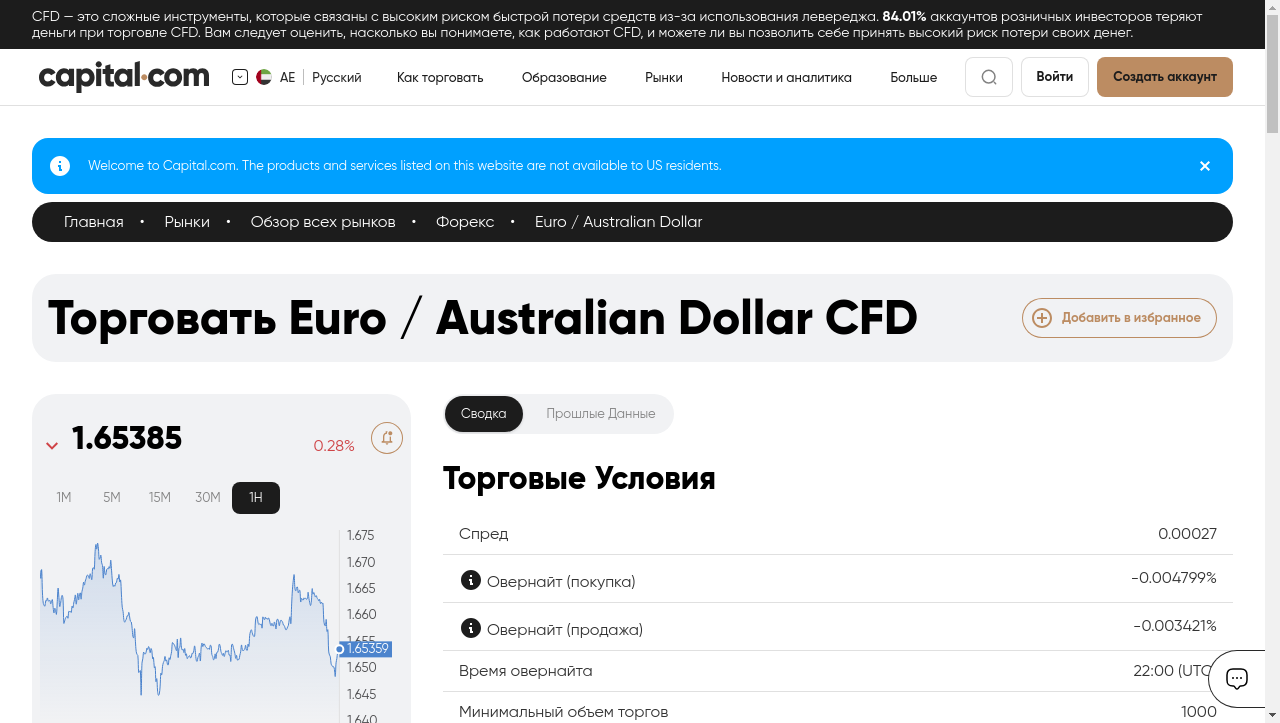 CFD — это сложные инструменты, которые связаны с высоким риском быстрой потери средств из-за использования левереджа. 84.01% аккаунтов розничных инвесторов теряют
деньги при торговле CFD. Вам следует оценить, насколько вы понимаете, как работают CFD, и можете ли вы позволить себе принять высокий риск потери своих денег.
capital.com AE Русский Как торговать Образование Рынки Новости и аналитика Больше Войти Создать аккаунт
Welcome to Capital.com. The products and services listed on this website are not available to US residents.
Главная • Рынки • Обзор всех рынков • Форекс • Euro / Australian Dollar
Торговать Euro / Australian Dollar CFD
Добавить в избранное
1.65385
0.28%
1M 5M 15M 30M 1H
1.675
1.670
1.665
1.660
1.655
1.65359
1.650
1.645
1.640
Сводка Прошлые Данные
Торговые Условия
Спред 0.00027
Овернайт (покупка) -0.004799%
Овернайт (продажа) -0.003421%
Время овернайта 22:00 (UTC)
Минимальный объем торгов 1000